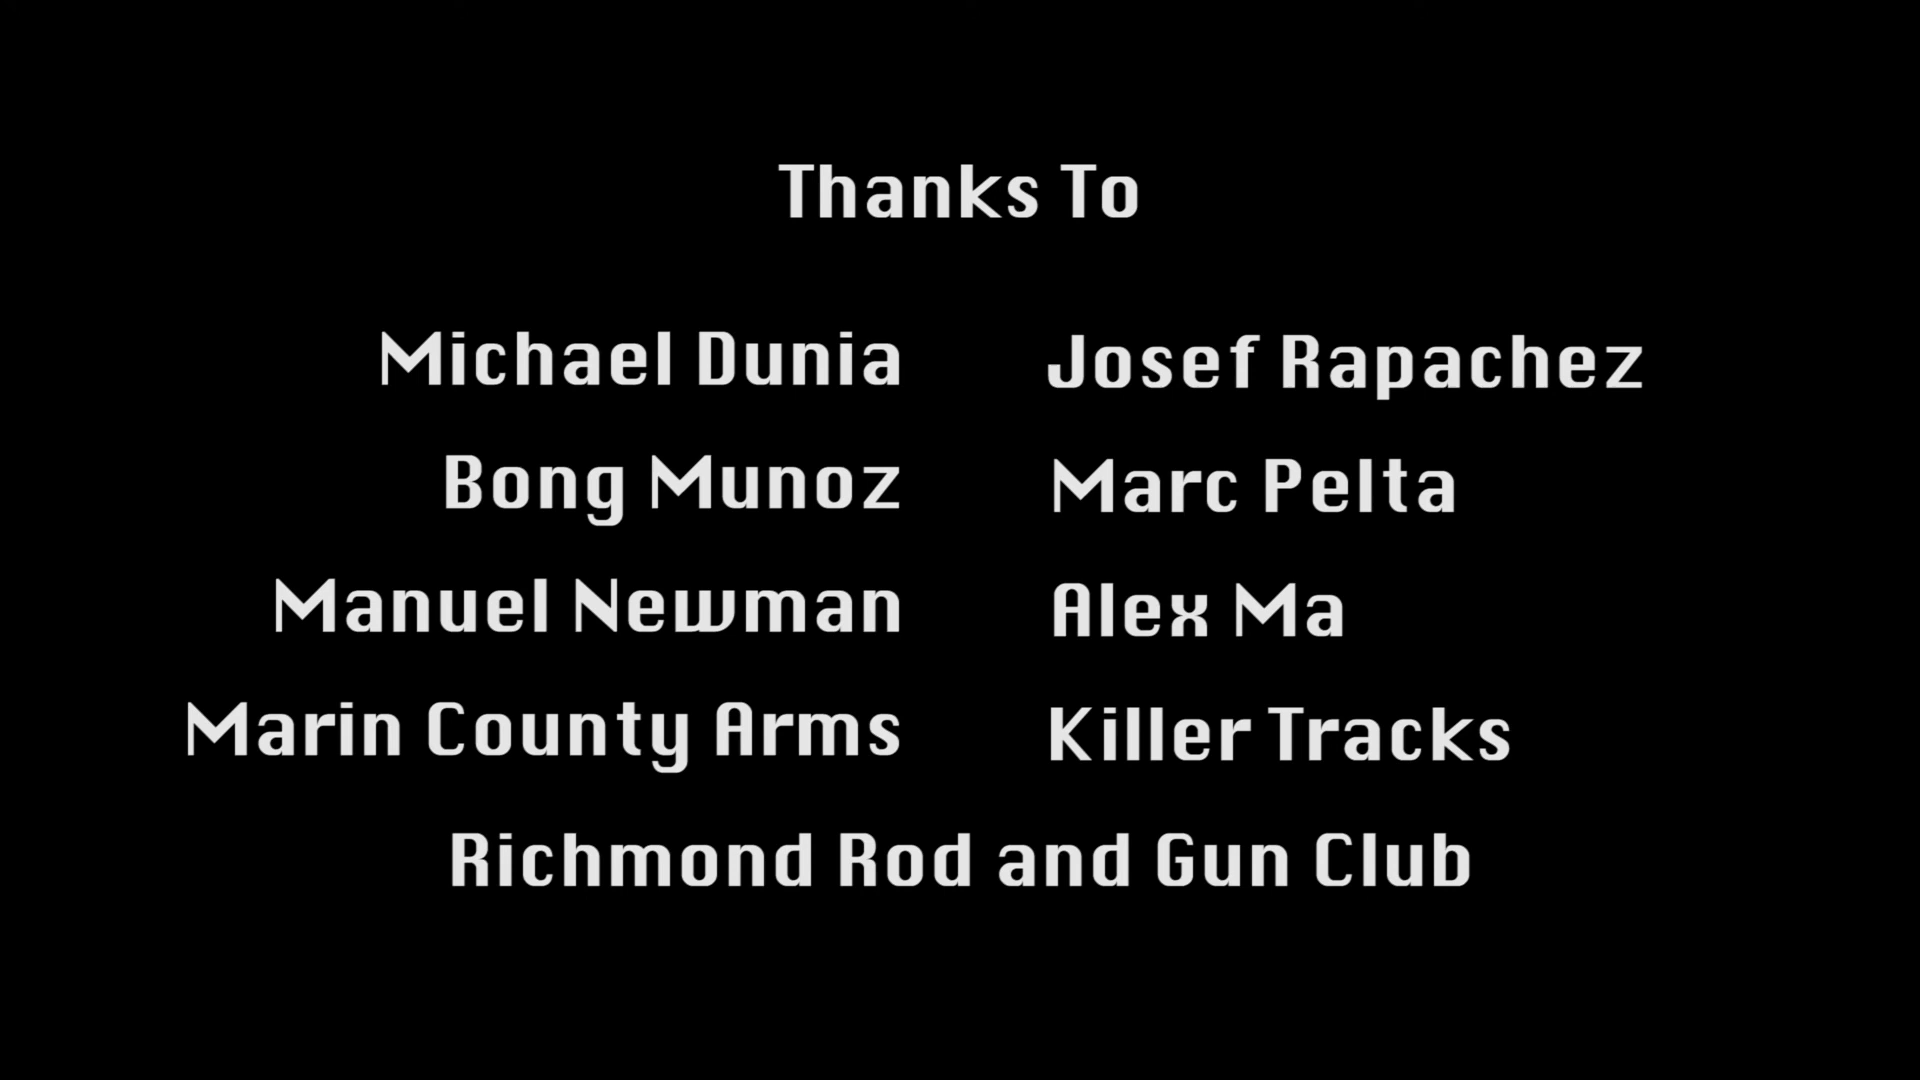 Thanks To
Michael Dunia
Josef Rapachez
Bong Munoz
Marc Pelta
Manuel Newman
Alex Ma
Marin County Arms
Killer Tracks
Richmond Rod and Gun Club